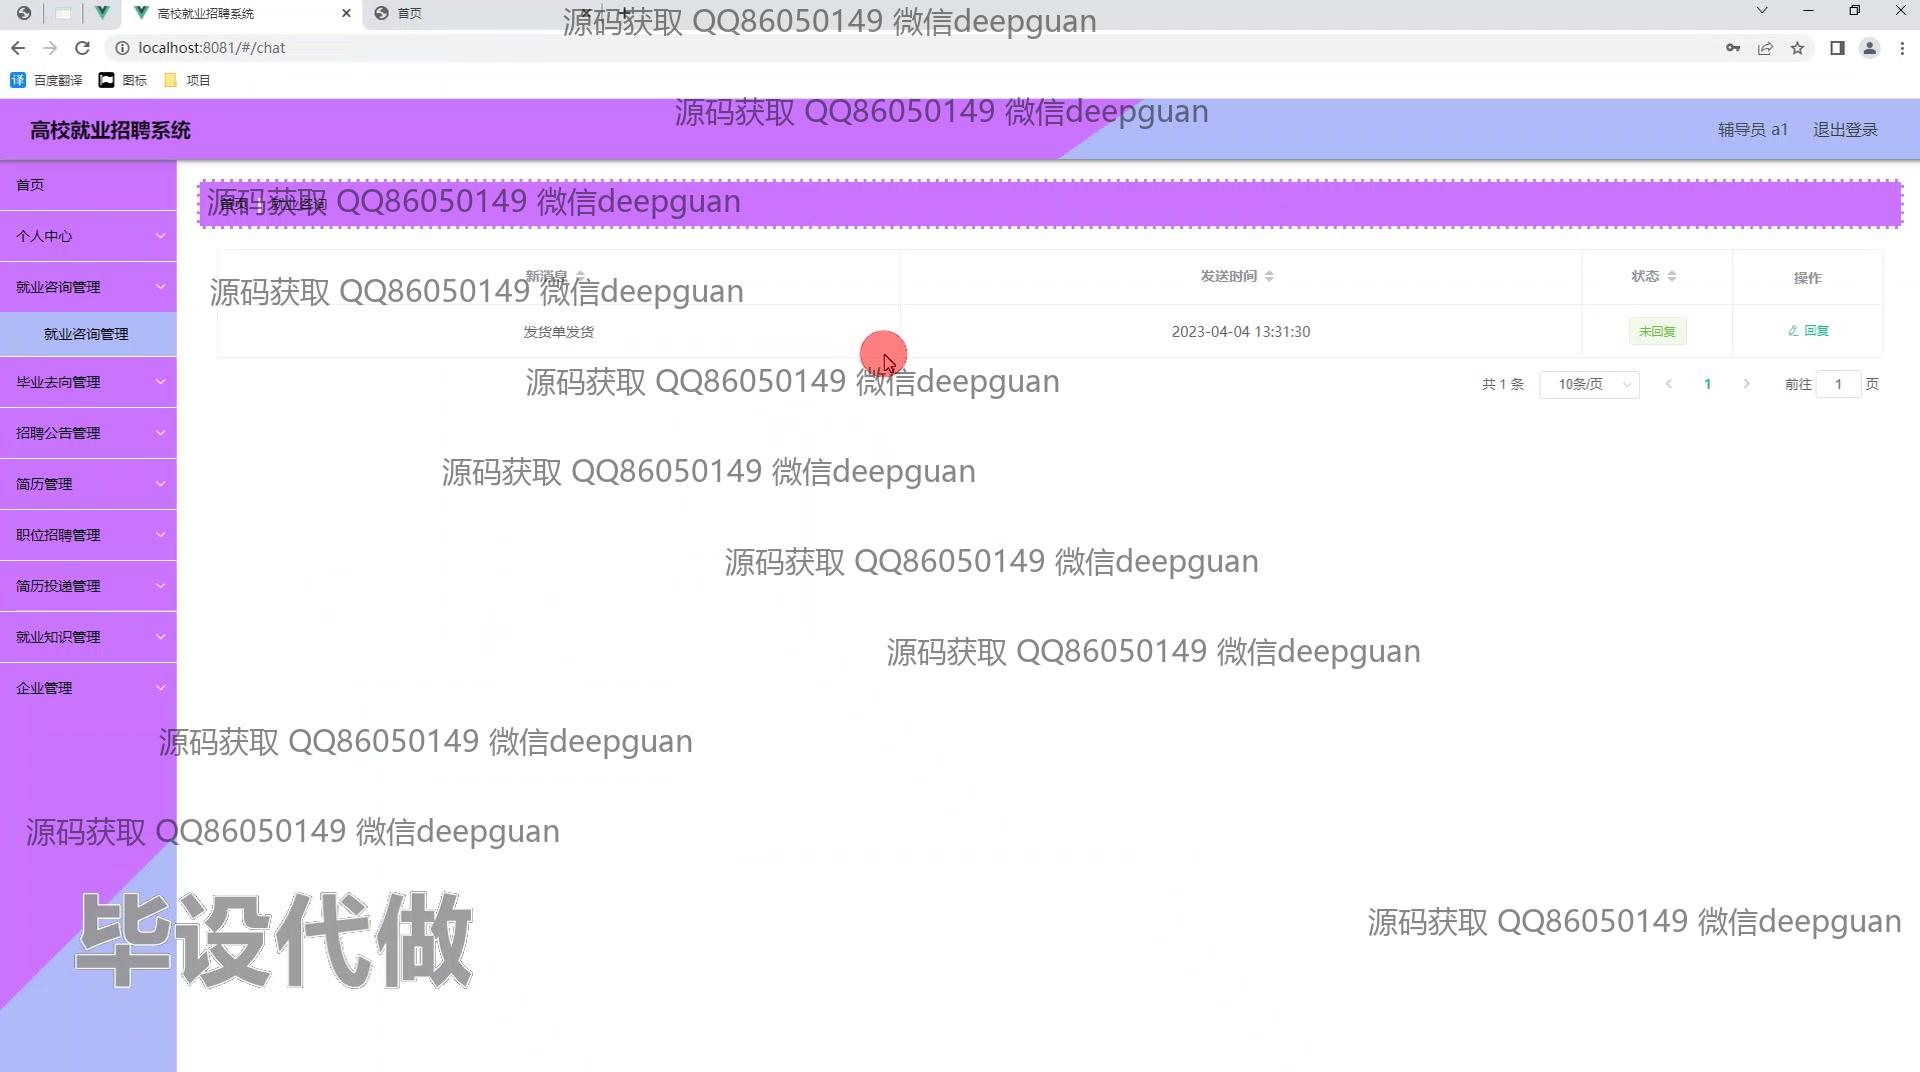 高校就业招聘系统
首页
源码获取 QQ86050149 微信deepguan
localhost:8081/#/chat
百度翻译 图标 项目
源码获取 QQ86050149 微信deepguan
高校就业招聘系统
辅导员 a1 退出登录
首页
源码获取 QQ86050149 微信deepguan
首页 就业咨询
个人中心
新消息 发送时间 状态 操作
就业咨询管理
源码获取 QQ86050149 微信deepguan
发货单发货 2023-04-04 13:31:30 未回复 回复
就业咨询管理
毕业去向管理
源码获取 QQ86050149 微信deepguan
共 1 条 10条/页 1 前往 1 页
招聘公告管理
源码获取 QQ86050149 微信deepguan
简历管理
职位招聘管理
源码获取 QQ86050149 微信deepguan
简历投递管理
就业知识管理
源码获取 QQ86050149 微信deepguan
企业管理
源码获取 QQ86050149 微信deepguan
源码获取 QQ86050149 微信deepguan
源码获取 QQ86050149 微信deepguan
毕设代做